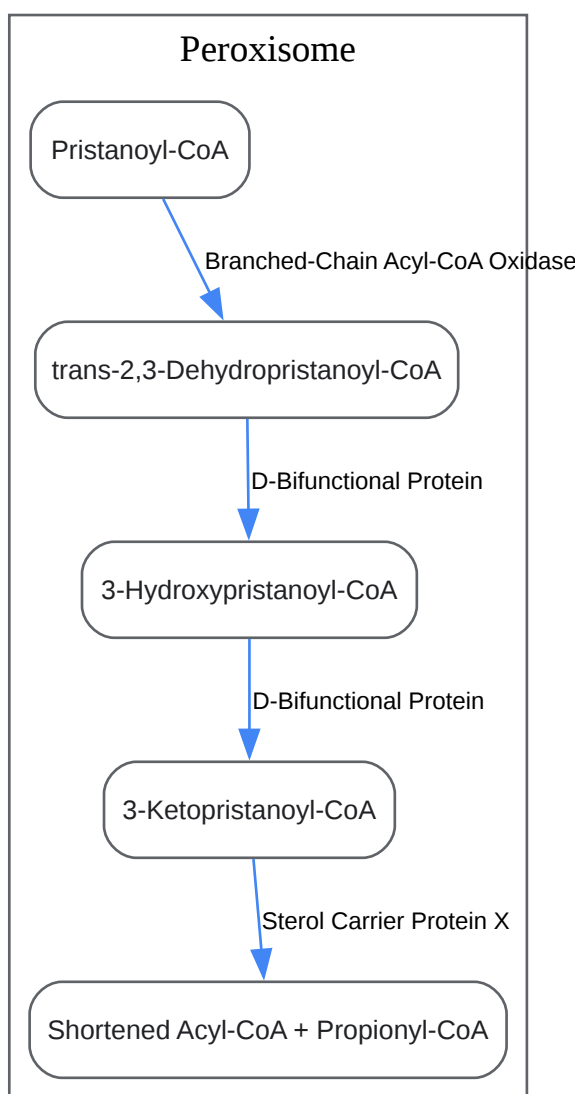 Peroxisome
Pristanoyl-CoA
Branched-Chain Acyl-CoA Oxidase
trans-2,3-Dehydropristanoyl-CoA
D-Bifunctional Protein
3-Hydroxypristanoyl-CoA
D-Bifunctional Protein
3-Ketopristanoyl-CoA
Sterol Carrier Protein X
Shortened Acyl-CoA + Propionyl-CoA